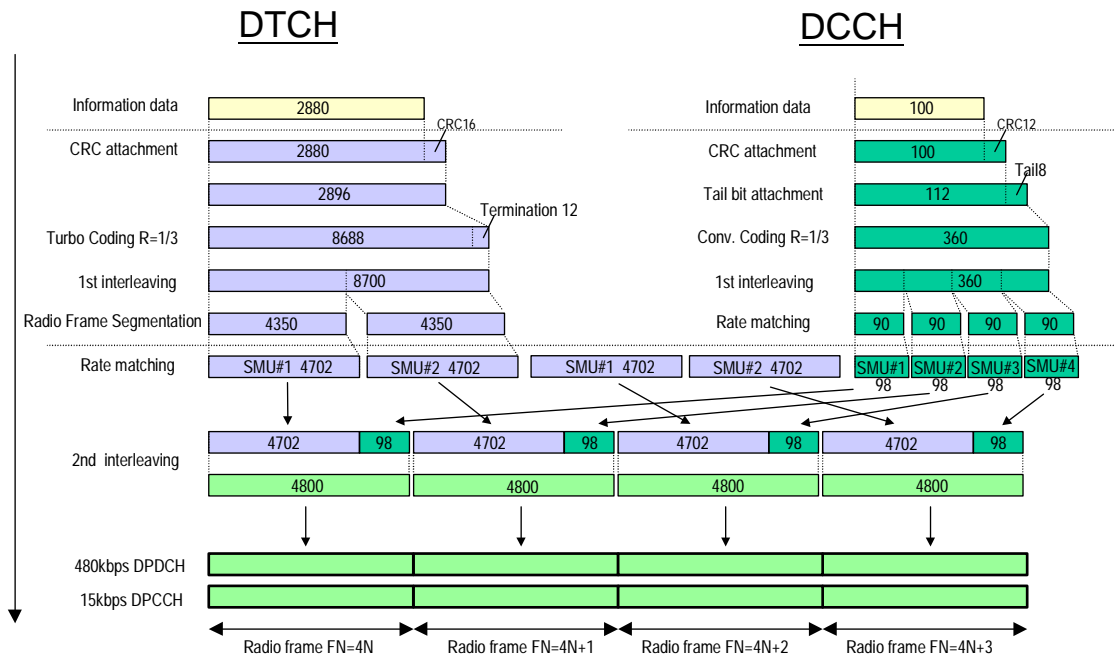 DTCH DCCH
Information data 2880 Information data 100
CRC16 CRC12
CRC attachment 2880 CRC attachment 100
Tail8
2896 Tail bit attachment 112
Termination 12
Turbo Coding R=1/3 8688 Conv. Coding R=1/3 360
1st interleaving 8700 1st interleaving 360
Radio Frame Segmentation 4350 4350 Rate matching 90 90 90 90
Rate matching SMU#1 4702 SMU#2 4702 SMU#1 4702 SMU#2 4702 SMU#1 SMU#2 SMU#3 SMU#4
98 98 98 98
4702 98 4702 98 4702 98 4702 98
2nd interleaving
4800 4800 4800 4800
480kbps DPDCH
15kbps DPCCH
Radio frame FN=4N Radio frame FN=4N+1 Radio frame FN=4N+2 Radio frame FN=4N+3